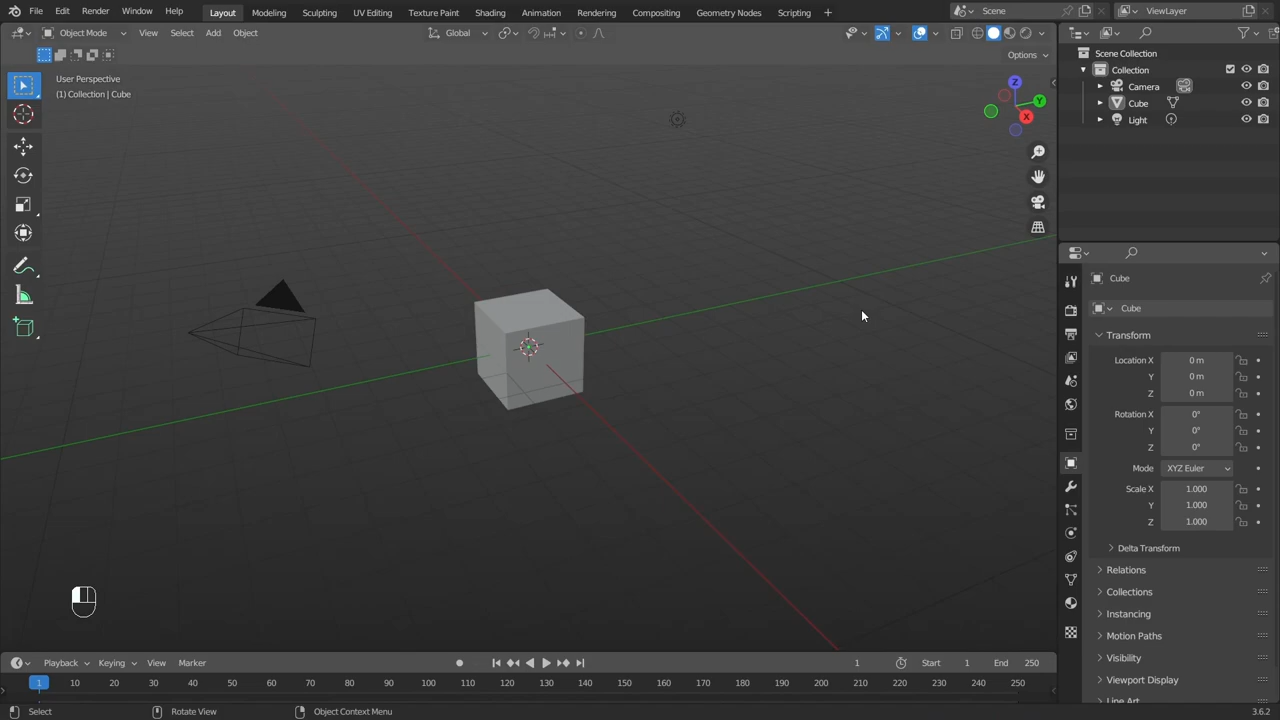 File Edit Render Window Help Layout Modeling Sculpting UV Editing Texture Paint Shading Animation Rendering Compositing Geometry Nodes Scripting + Scene ViewLayer
Object Mode View Select Add Object Global
Options
User Perspective
(1) Collection | Cube
Z
Y
X
Scene Collection
Collection
Camera
Cube
Light
Cube
Cube
Transform
Location X 0 m
Y 0 m
Z 0 m
Rotation X 0°
Y 0°
Z 0°
Mode XYZ Euler
Scale X 1.000
Y 1.000
Z 1.000
Delta Transform
Relations
Collections
Instancing
Motion Paths
Visibility
Viewport Display
Line Art
Playback Keying View Marker 1 Start 1 End 250
1 10 20 30 40 50 60 70 80 90 100 110 120 130 140 150 160 170 180 190 200 210 220 230 240 250
Select Rotate View Object Context Menu 3.6.2